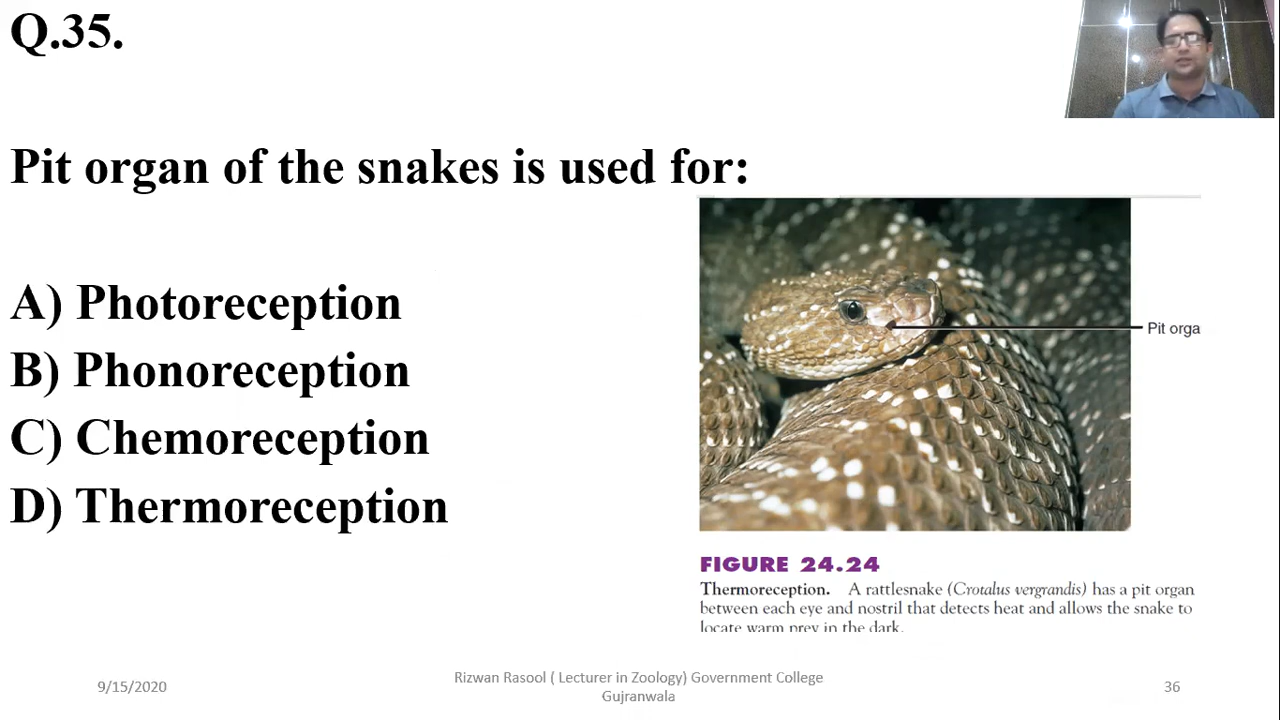 Q.35.
Pit organ of the snakes is used for:
A) Photoreception
B) Phonoreception
C) Chemoreception
D) Thermoreception
Pit orga
FIGURE 24.24
Thermoreception. A rattlesnake (Crotalus vergrandis) has a pit organ
between each eye and nostril that detects heat and allows the snake to
locate warm prey in the dark.
9/15/2020
Rizwan Rasool ( Lecturer in Zoology) Government College
Gujranwala
36